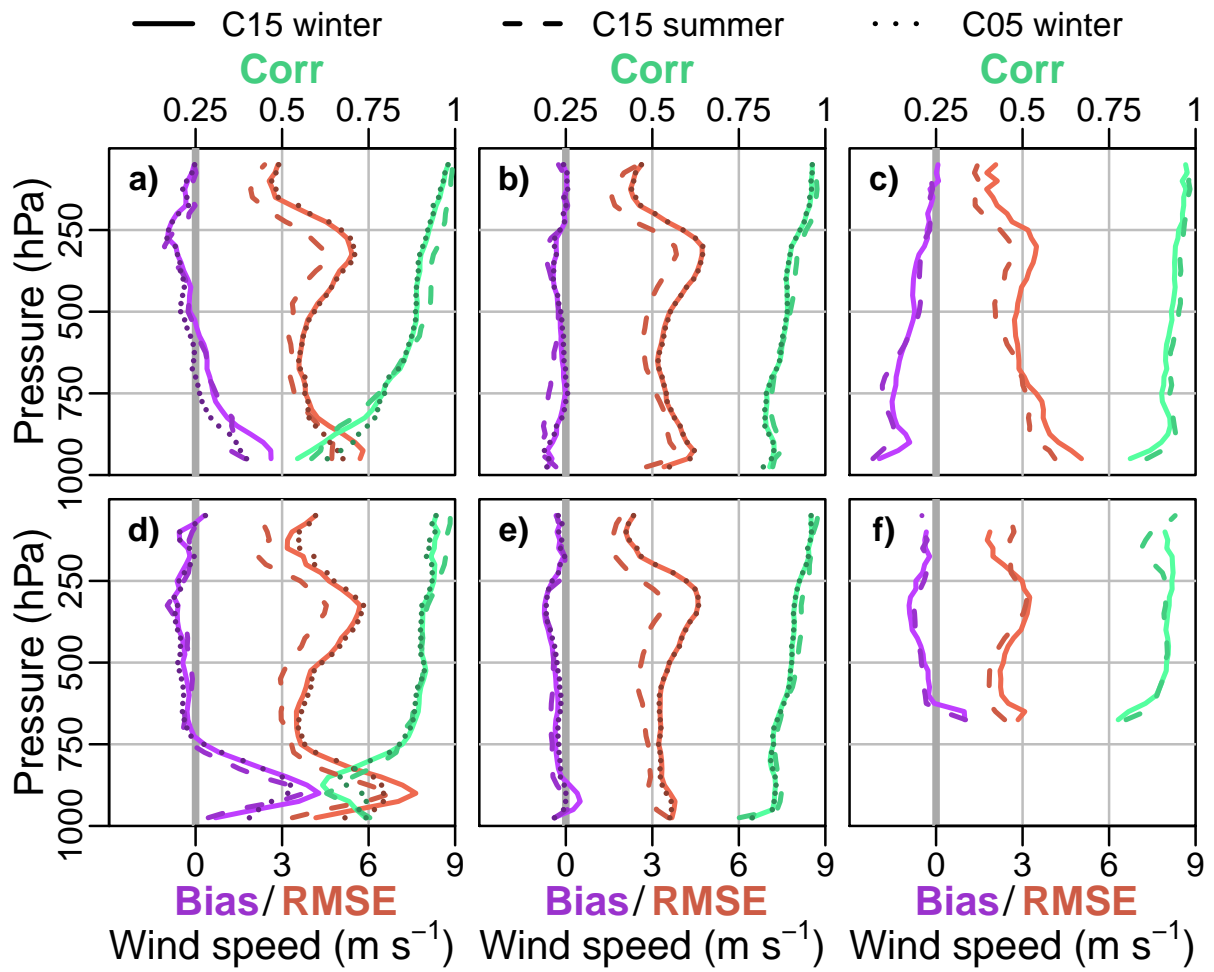 C15 winter C15 summer C05 winter
Corr Corr
0.25 0.5 0.75 1 0.25 0.5 0.75 1 0.25 0.5 0.75 1
a) b) c)
Pressure (hPa)
250
500
750
1000
d) e) f)
Pressure (hPa)
250
500
750
1000
0 3 6 9 0 3 6 9 0 3 6 9
Bias/RMSE Bias/RMSE Bias/RMSE
Wind speed (m s⁻¹) Wind speed (m s⁻¹) Wind speed (m s⁻¹)